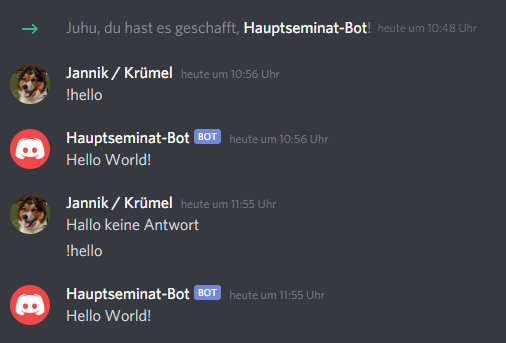 Juhu, du hast es geschafft, Hauptseminat-Bot! heute um 10:48 Uhr
Jannik / Krümel heute um 10:56 Uhr
!hello
Hauptseminat-Bot BOT heute um 10:56 Uhr
Hello World!
Jannik / Krümel heute um 11:55 Uhr
Hallo keine Antwort
!hello
Hauptseminat-Bot BOT heute um 11:55 Uhr
Hello World!